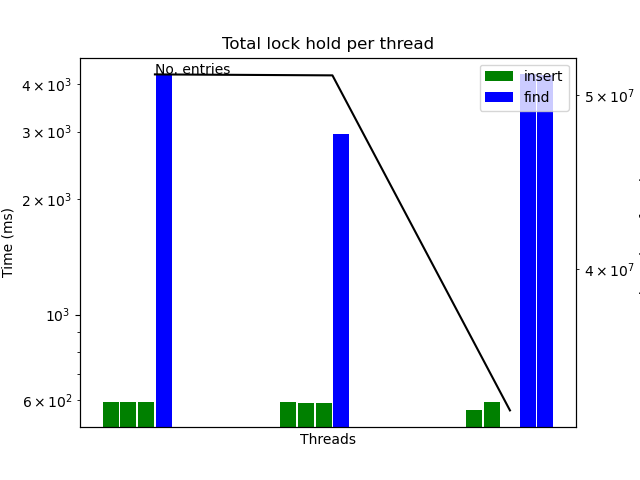 Total lock hold per thread
No. entries
insert
find
4 × 10³
3 × 10³
2 × 10³
10³
6 × 10²
Time (ms)
5 × 10⁷
4 × 10⁷
Threads